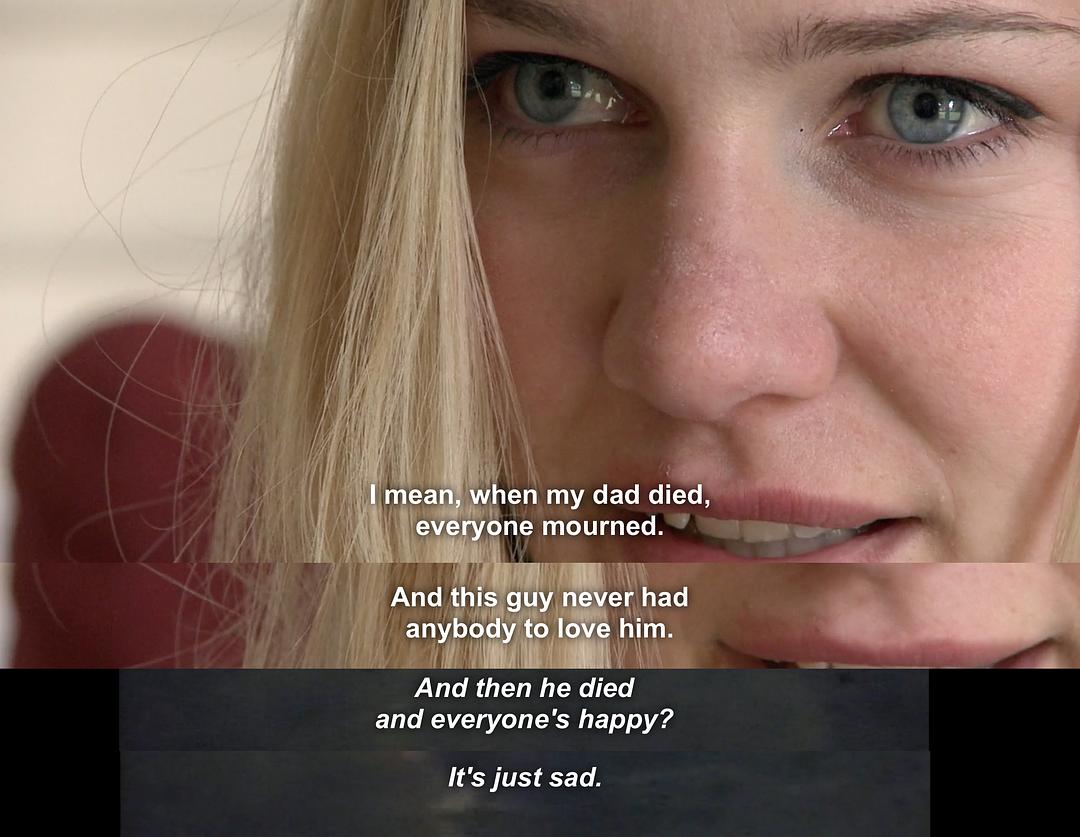 I mean, when my dad died,
everyone mourned.
And this guy never had
anybody to love him.
And then he died
and everyone's happy?
It's just sad.